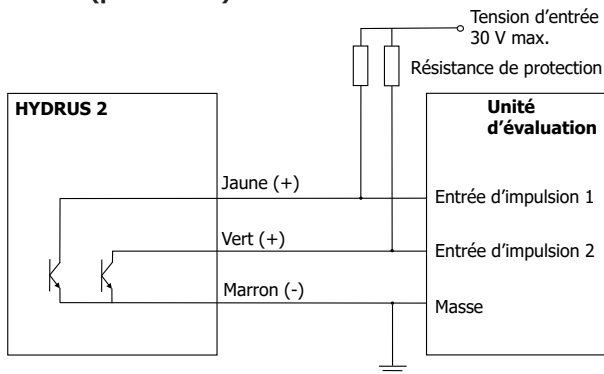 Tension d'entrée
30 V max.
Résistance de protection
HYDRUS 2
Unité
d'évaluation
Jaune (+)
Entrée d'impulsion 1
Vert (+)
Entrée d'impulsion 2
Marron (-)
Masse